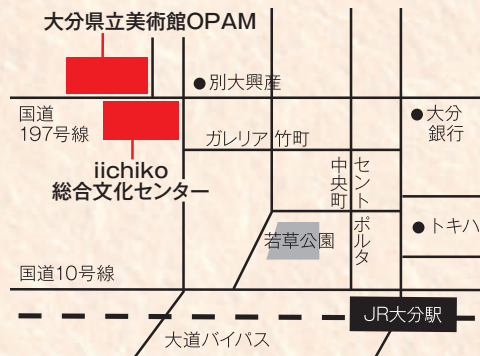 大分県立美術館OPAM
●別大興産
国道
197号線
●大分
銀行
ガレリア竹町
iichiko
総合文化センター
セントポルタ
中央町
若草公園
●トキハ
国道10号線
JR大分駅
大道バイパス